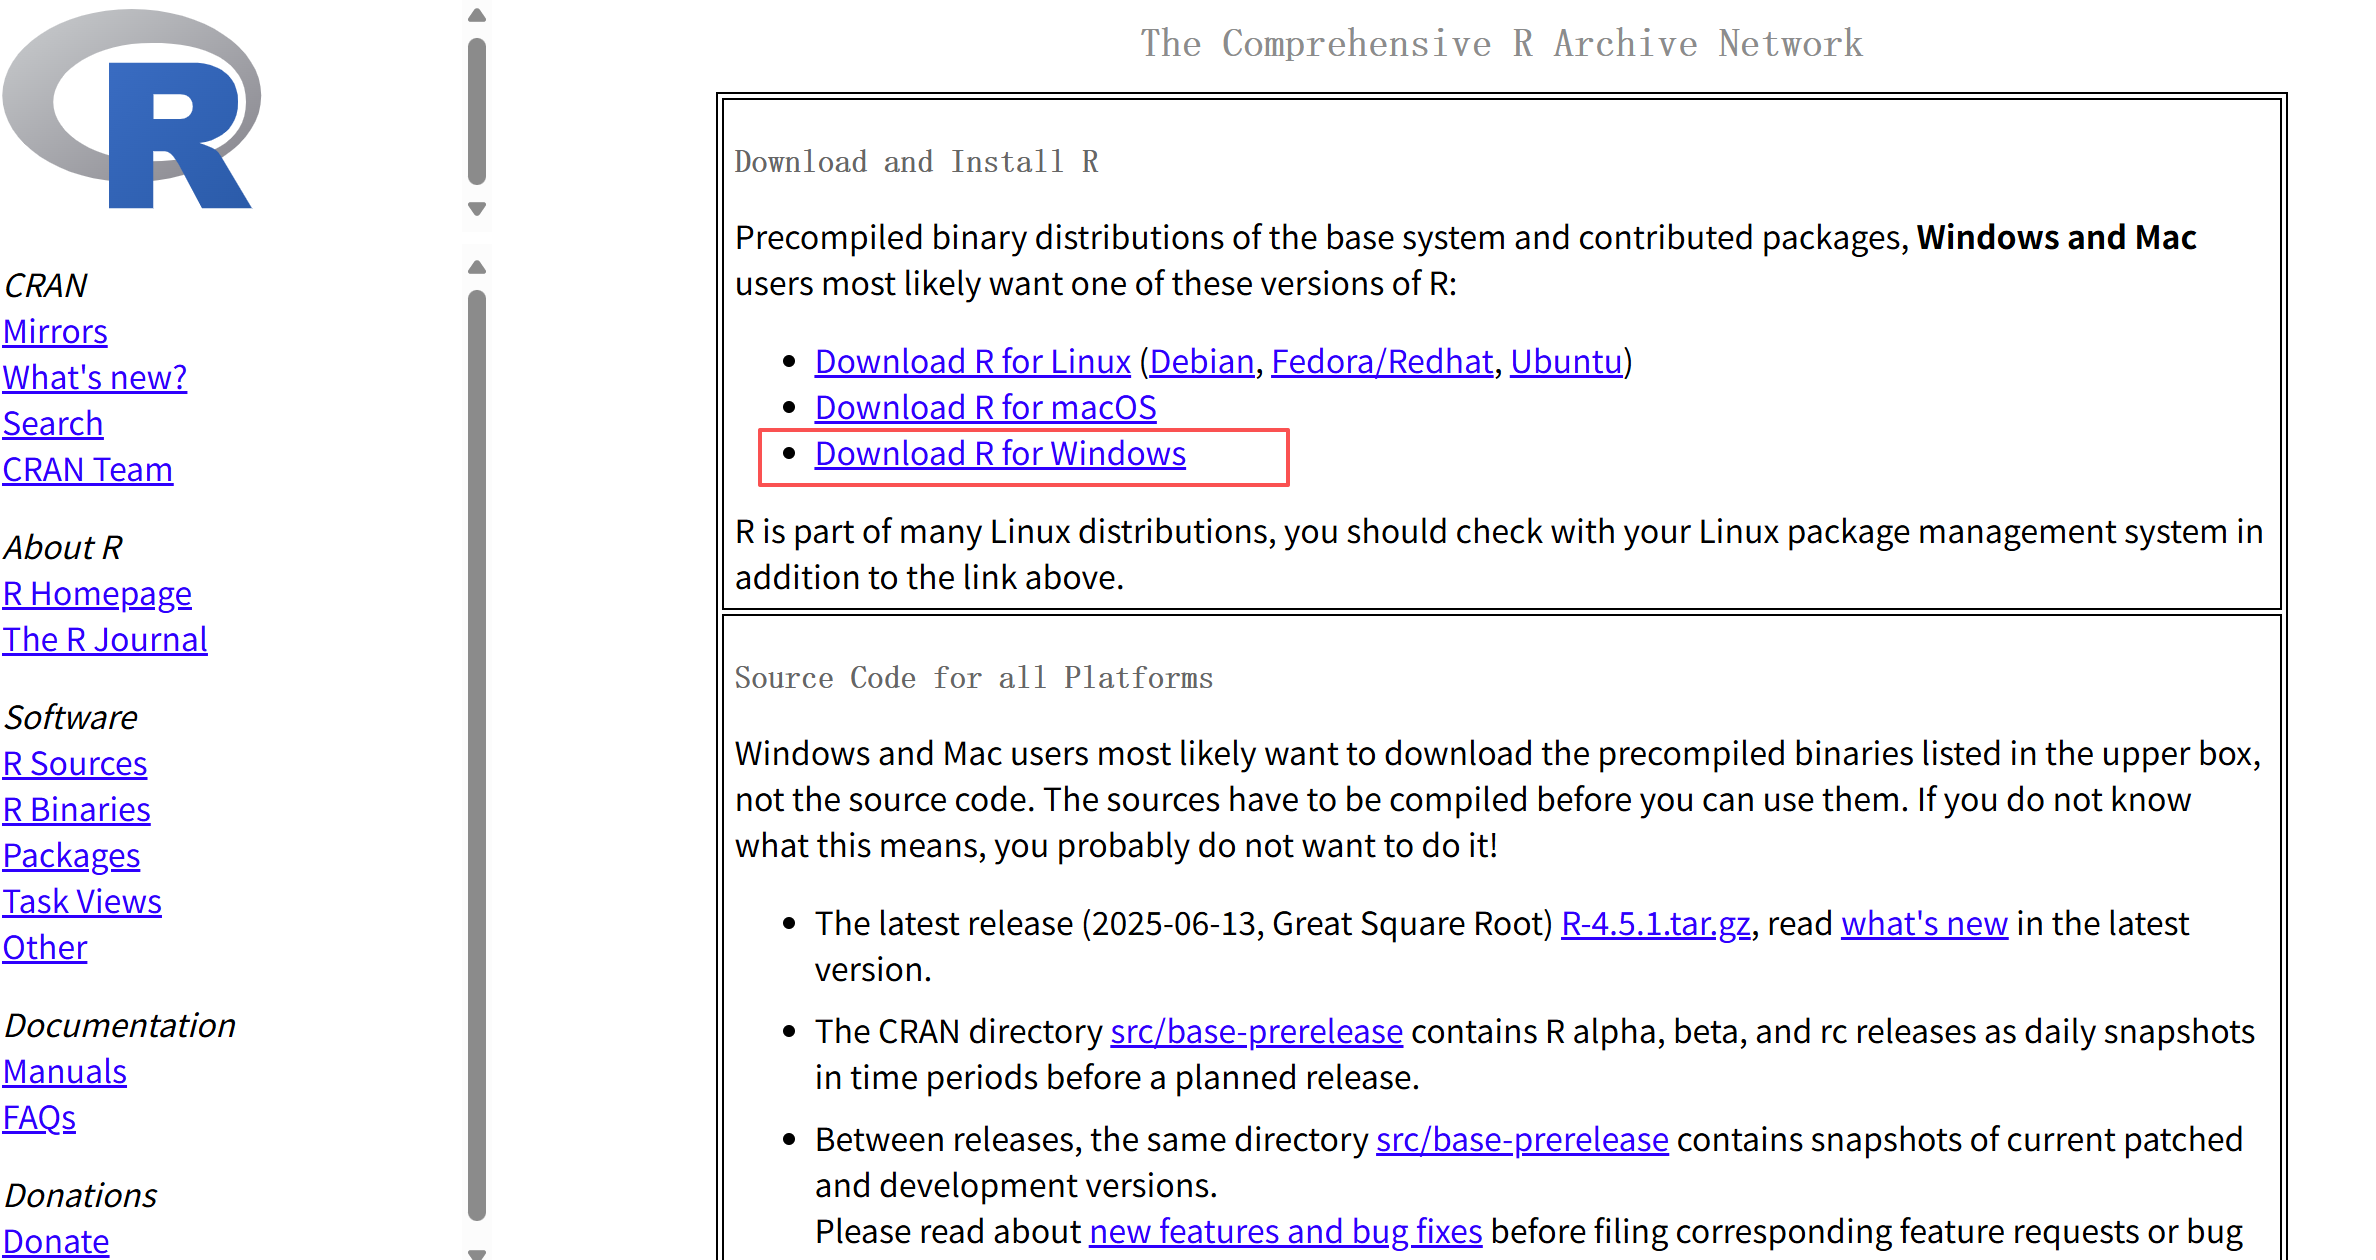 R
CRAN
Mirrors
What's new?
Search
CRAN Team
About R
R Homepage
The R Journal
Software
R Sources
R Binaries
Packages
Task Views
Other
Documentation
Manuals
FAQs
Donations
Donate
The Comprehensive R Archive Network
Download and Install R
Precompiled binary distributions of the base system and contributed packages, Windows and Mac
users most likely want one of these versions of R:
• Download R for Linux (Debian, Fedora/Redhat, Ubuntu)
• Download R for macOS
• Download R for Windows
R is part of many Linux distributions, you should check with your Linux package management system in
addition to the link above.
Source Code for all Platforms
Windows and Mac users most likely want to download the precompiled binaries listed in the upper box,
not the source code. The sources have to be compiled before you can use them. If you do not know
what this means, you probably do not want to do it!
• The latest release (2025-06-13, Great Square Root) R-4.5.1.tar.gz, read what's new in the latest
version.
• The CRAN directory src/base-prerelease contains R alpha, beta, and rc releases as daily snapshots
in time periods before a planned release.
• Between releases, the same directory src/base-prerelease contains snapshots of current patched
and development versions.
Please read about new features and bug fixes before filing corresponding feature requests or bug